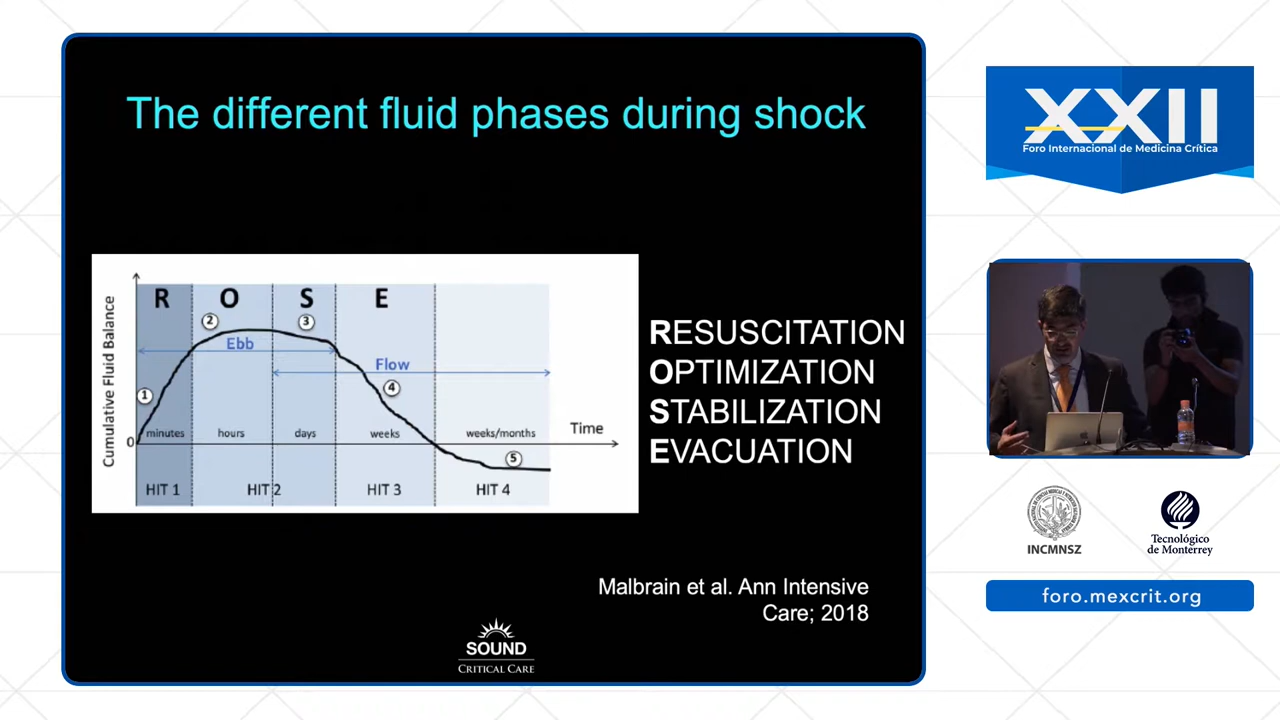 The different fluid phases during shock
R O S E
Cumulative Fluid Balance
0
1
2
3
4
5
Ebb
Flow
minutes
hours
days
weeks
weeks/months
Time
HIT 1
HIT 2
HIT 3
HIT 4
RESUSCITATION
OPTIMIZATION
STABILIZATION
EVACUATION
Malbrain et al. Ann Intensive
Care; 2018
SOUND
CRITICAL CARE
XXII
Foro Internacional de Medicina Crítica
INCMNSZ
Tecnológico
de Monterrey
foro.mexcrit.org